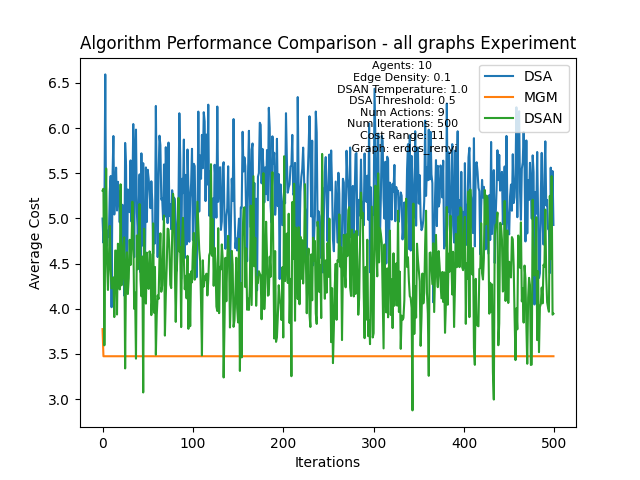 Algorithm Performance Comparison - all graphs Experiment
Agents: 10
Edge Density: 0.1
DSAN Temperature: 1.0
DSA Threshold: 0.5
Num Actions: 9
Num Iterations: 500
Cost Range: 11
Graph: erdos_renyi
DSA
MGM
DSAN
6.5
6.0
5.5
5.0
4.5
4.0
3.5
3.0
Average Cost
0
100
200
300
400
500
Iterations